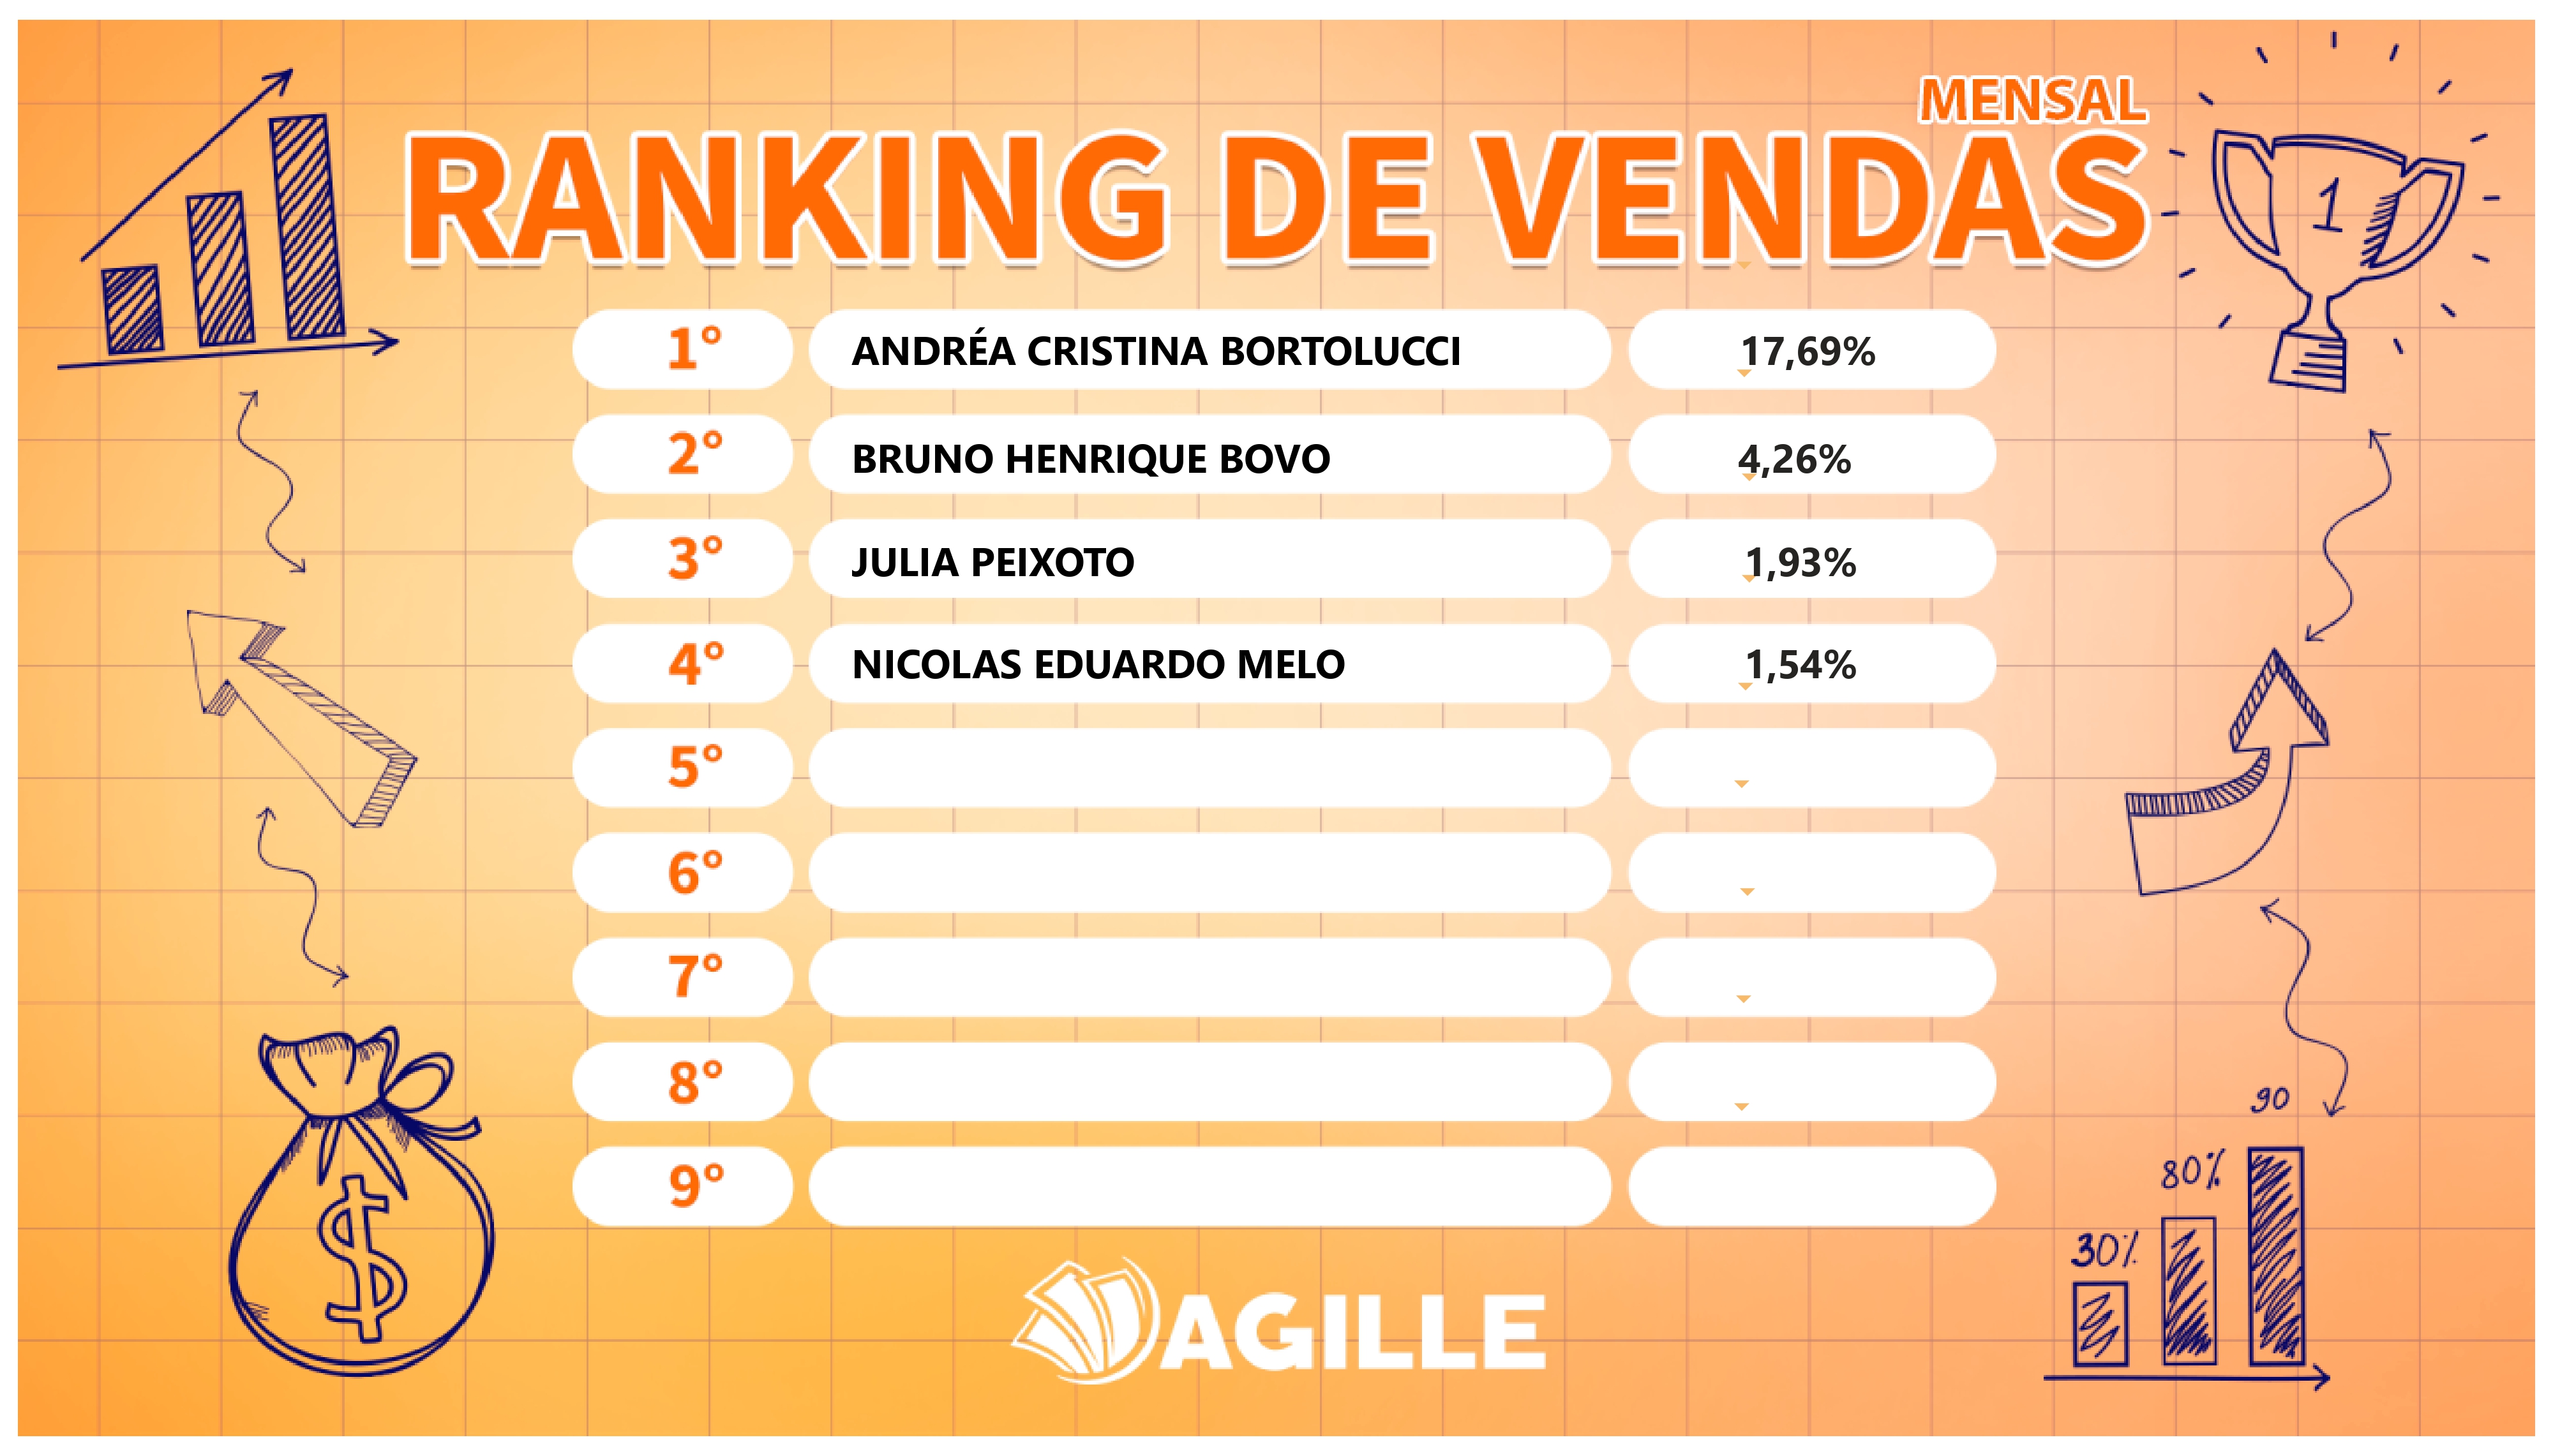 MENSAL
RANKING DE VENDAS
1
1° ANDRÉA CRISTINA BORTOLUCCI 17,69%
2° BRUNO HENRIQUE BOVO 4,26%
3° JULIA PEIXOTO 1,93%
4° NICOLAS EDUARDO MELO 1,54%
5°
6°
7°
8°
9°
$
30%
80%
90
AGILLE